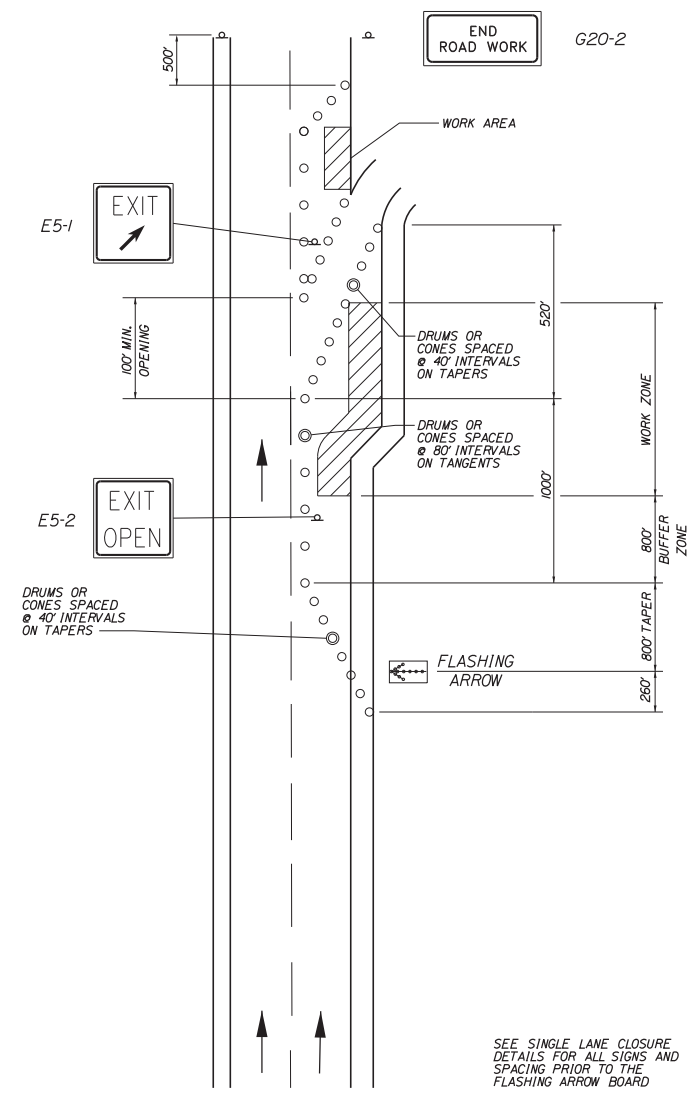 END
ROAD WORK
G20-2
500'
WORK AREA
EXIT
E5-1
520'
100' MIN.
OPENING
DRUMS OR
CONES SPACED
@ 40' INTERVALS
ON TAPERS
WORK ZONE
DRUMS OR
CONES SPACED
@ 80' INTERVALS
ON TANGENTS
1000'
EXIT
OPEN
E5-2
800'
BUFFER
ZONE
DRUMS OR
CONES SPACED
@ 40' INTERVALS
ON TAPERS
800' TAPER
FLASHING
ARROW
260'
SEE SINGLE LANE CLOSURE
DETAILS FOR ALL SIGNS AND
SPACING PRIOR TO THE
FLASHING ARROW BOARD